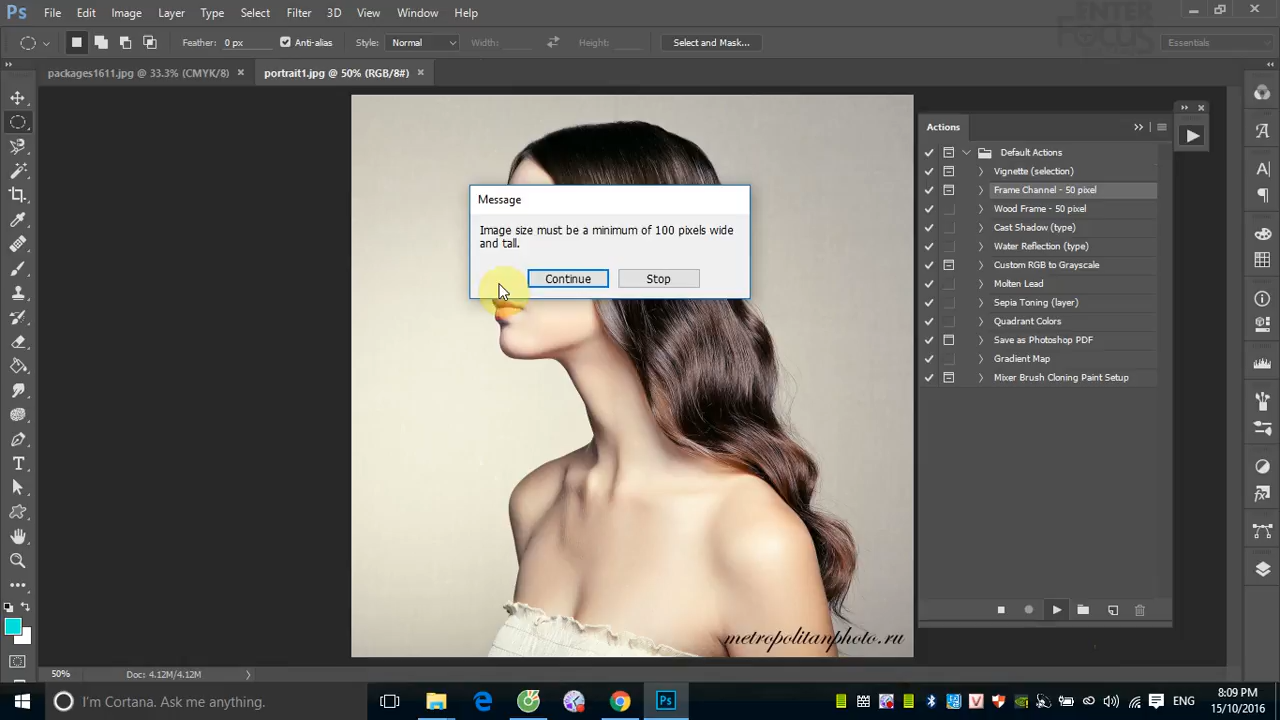 Ps File Edit Image Layer Type Select Filter 3D View Window Help
ENTER
FOCUS
Feather: 0 px Anti-alias Style: Normal Width: Height: Select and Mask... Essentials
packages1611.jpg @ 33.3% (CMYK/8) × portrait1.jpg @ 50% (RGB/8#) ×
Message
Image size must be a minimum of 100 pixels wide
and tall.
Continue Stop
Actions
Default Actions
Vignette (selection)
Frame Channel - 50 pixel
Wood Frame - 50 pixel
Cast Shadow (type)
Water Reflection (type)
Custom RGB to Grayscale
Molten Lead
Sepia Toning (layer)
Quadrant Colors
Save as Photoshop PDF
Gradient Map
Mixer Brush Cloning Paint Setup
metropolitanphoto.ru
50% Doc: 4.12M/4.12M
I'm Cortana. Ask me anything.
Ps
ENG
8:09 PM
15/10/2016